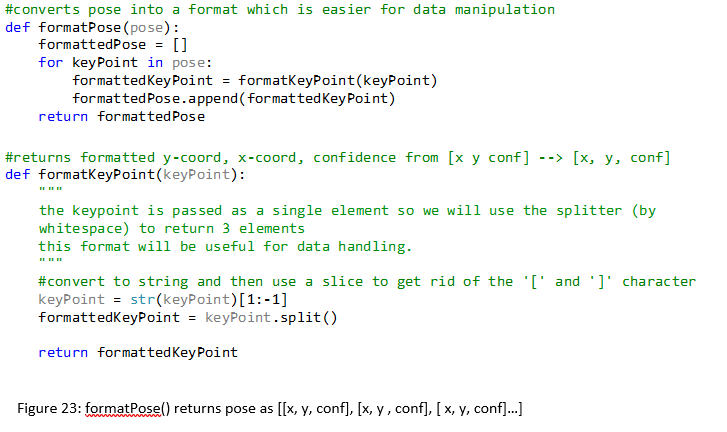 #converts pose into a format which is easier for data manipulation
def formatPose(pose):
    formattedPose = []
    for keyPoint in pose:
        formattedKeyPoint = formatKeyPoint(keyPoint)
        formattedPose.append(formattedKeyPoint)
    return formattedPose

#returns formatted y-coord, x-coord, confidence from [x y conf] --> [x, y, conf]
def formatKeyPoint(keyPoint):
    """
    the keypoint is passed as a single element so we will use the splitter (by
    whitespace) to return 3 elements
    this format will be useful for data handling.
    """
    #convert to string and then use a slice to get rid of the '[' and ']' character
    keyPoint = str(keyPoint)[1:-1]
    formattedKeyPoint = keyPoint.split()

    return formattedKeyPoint

Figure 23: formatPose() returns pose as [[x, y, conf], [x, y , conf], [ x, y, conf]...]